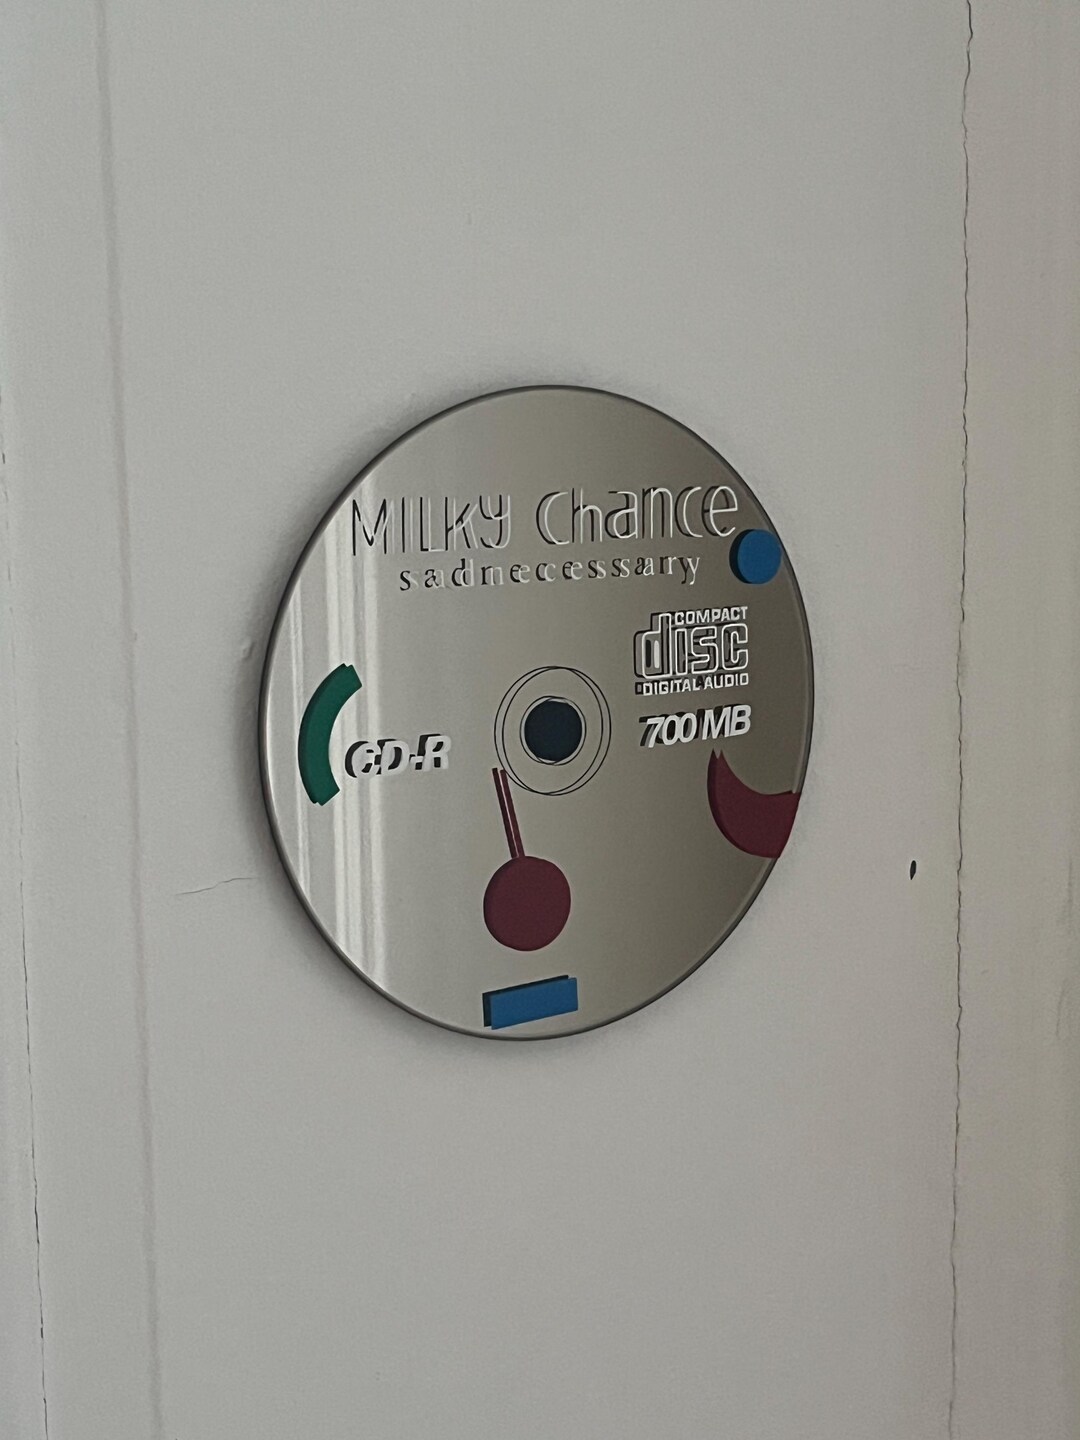 MILKY Chance
sadnecessary
COMPACT
disc
DIGITAL AUDIO
CD-R
700 MB